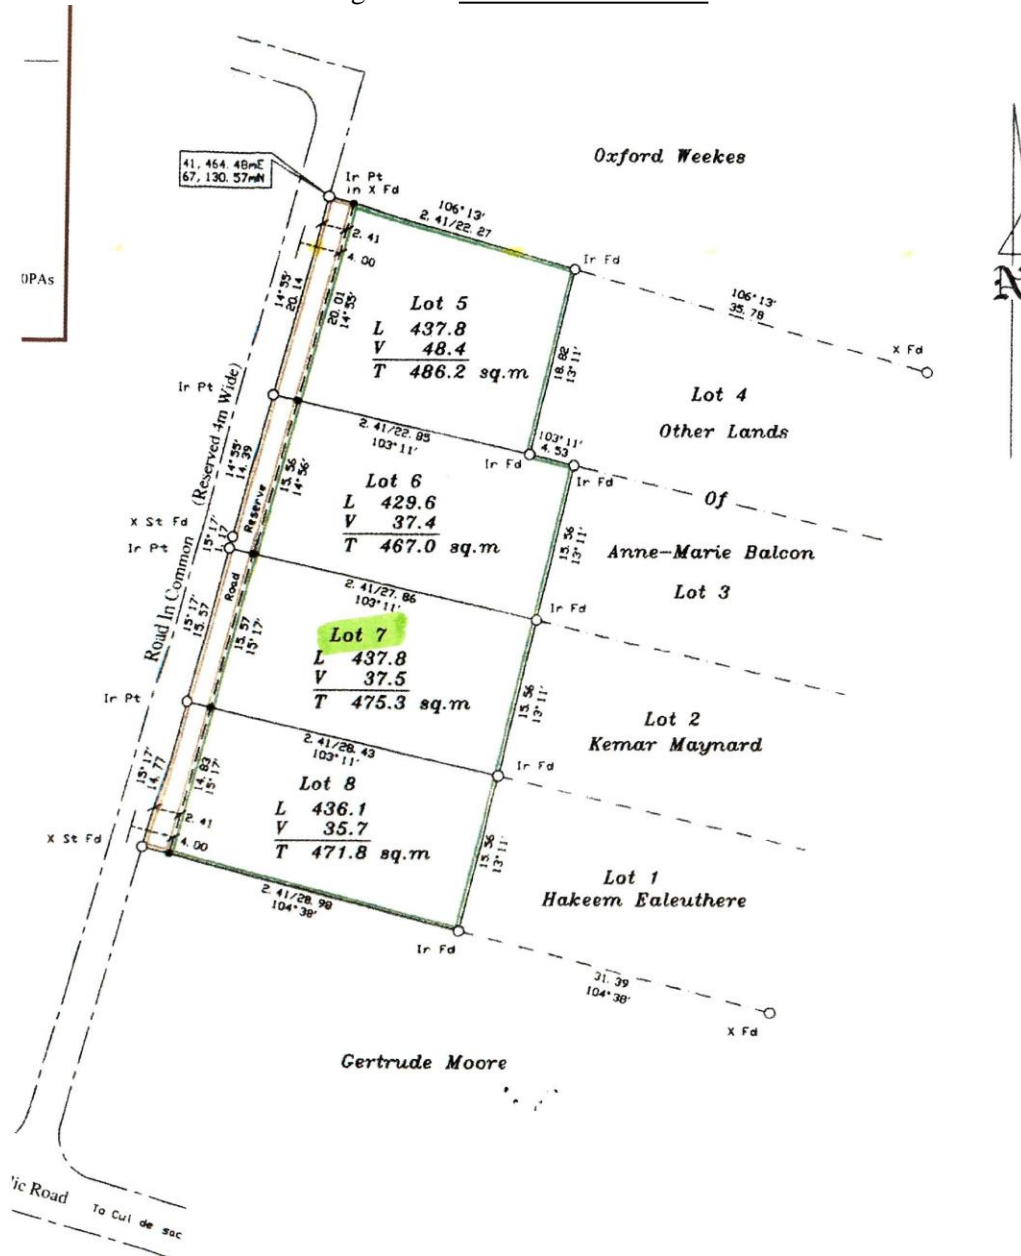 41, 464. 48mE
67, 130. 57mN
Ir Pt
in X Fd
Oxford Weekes
106°13'
2. 41/22. 27
Ir Fd
106°13'
35. 78
X Fd
0PAs
2. 41
4. 00
14°55'
20. 14
20. 01
14°55'
Lot 5
L 437.8
V 48.4
T 486.2 sq.m
18. 82
13°11'
Lot 4
Other Lands
Ir Pt
2. 41/22. 85
103°11'
103°11'
4. 53
Ir Fd
Ir Fd
Road In Common (Reserved 4m Wide)
14°55'
14. 39
15. 56
14°56'
Reserve
Lot 6
L 429.6
V 37.4
T 467.0 sq.m
Of
Anne-Marie Balcon
Lot 3
15. 56
13°11'
X St Fd
Ir Pt
15°17'
1. 17
Road
2. 41/27. 86
103°11'
Ir Fd
15°17'
15. 57
15. 57
15°17'
Lot 7
L 437.8
V 37.5
T 475.3 sq.m
15. 56
13°11'
Lot 2
Kemar Maynard
Ir Pt
2. 41/28. 43
103°11'
Ir Fd
15°17'
14. 77
14. 83
15°17'
Lot 8
L 436.1
V 35.7
T 471.8 sq.m
15. 56
13°11'
2. 41
4. 00
X St Fd
Lot 1
Hakeem Ealeuthere
2. 41/28. 98
104°38'
Ir Fd
31. 39
104°38'
X Fd
Gertrude Moore
lic Road
To Cul de sac
N